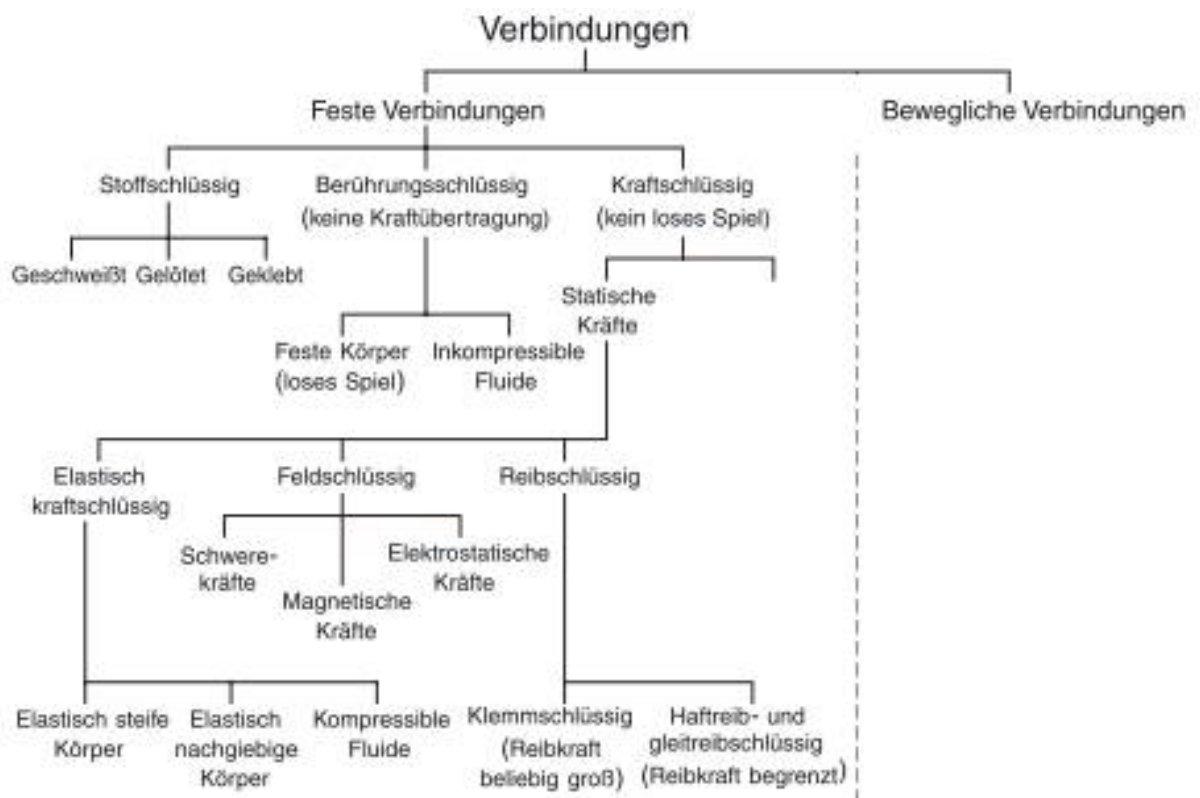 Verbindungen
Feste Verbindungen
Bewegliche Verbindungen
Stoffschlüssig
Berührungsschlüssig
(keine Kraftübertragung)
Kraftschlüssig
(kein loses Spiel)
Geschweißt
Gelötet
Geklebt
Statische
Kräfte
Feste Körper
(loses Spiel)
Inkompressible
Fluide
Elastisch
kraftschlüssig
Feldschlüssig
Reibschlüssig
Schwere-
kräfte
Magnetische
Kräfte
Elektrostatische
Kräfte
Elastisch steife
Körper
Elastisch
nachgiebige
Körper
Kompressible
Fluide
Klemmschlüssig
(Reibkraft
beliebig groß)
Haftreib- und
gleitreibschlüssig
(Reibkraft begrenzt)